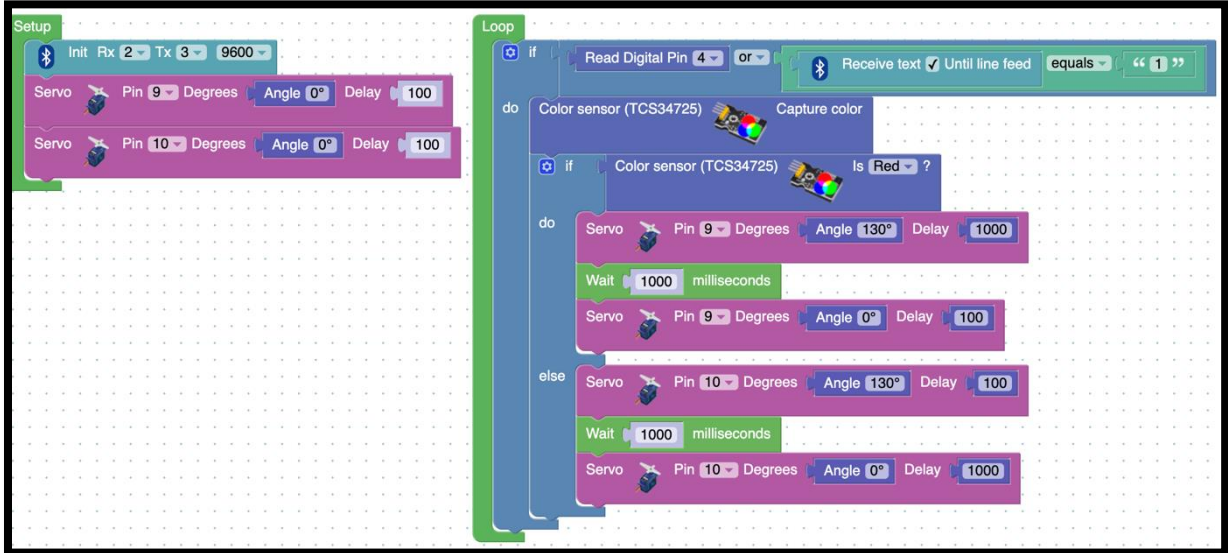 Setup
Init Rx 2 Tx 3 9600
Servo Pin 9 Degrees Angle 0° Delay 100
Servo Pin 10 Degrees Angle 0° Delay 100
Loop
if Read Digital Pin 4 or Receive text Until line feed equals “ 1 ”
do Color sensor (TCS34725) Capture color
if Color sensor (TCS34725) Is Red ?
do Servo Pin 9 Degrees Angle 130° Delay 1000
Wait 1000 milliseconds
Servo Pin 9 Degrees Angle 0° Delay 100
else Servo Pin 10 Degrees Angle 130° Delay 100
Wait 1000 milliseconds
Servo Pin 10 Degrees Angle 0° Delay 1000